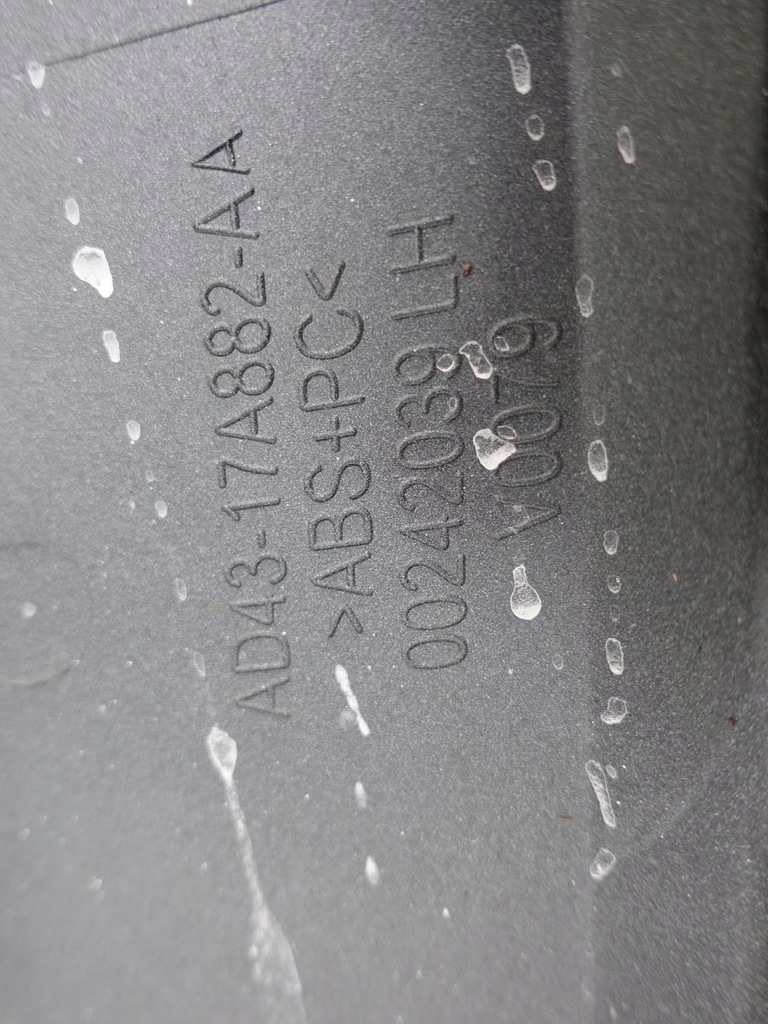 AD43-17A882-AA
>ABS+PC<
00242039 LH
V0079